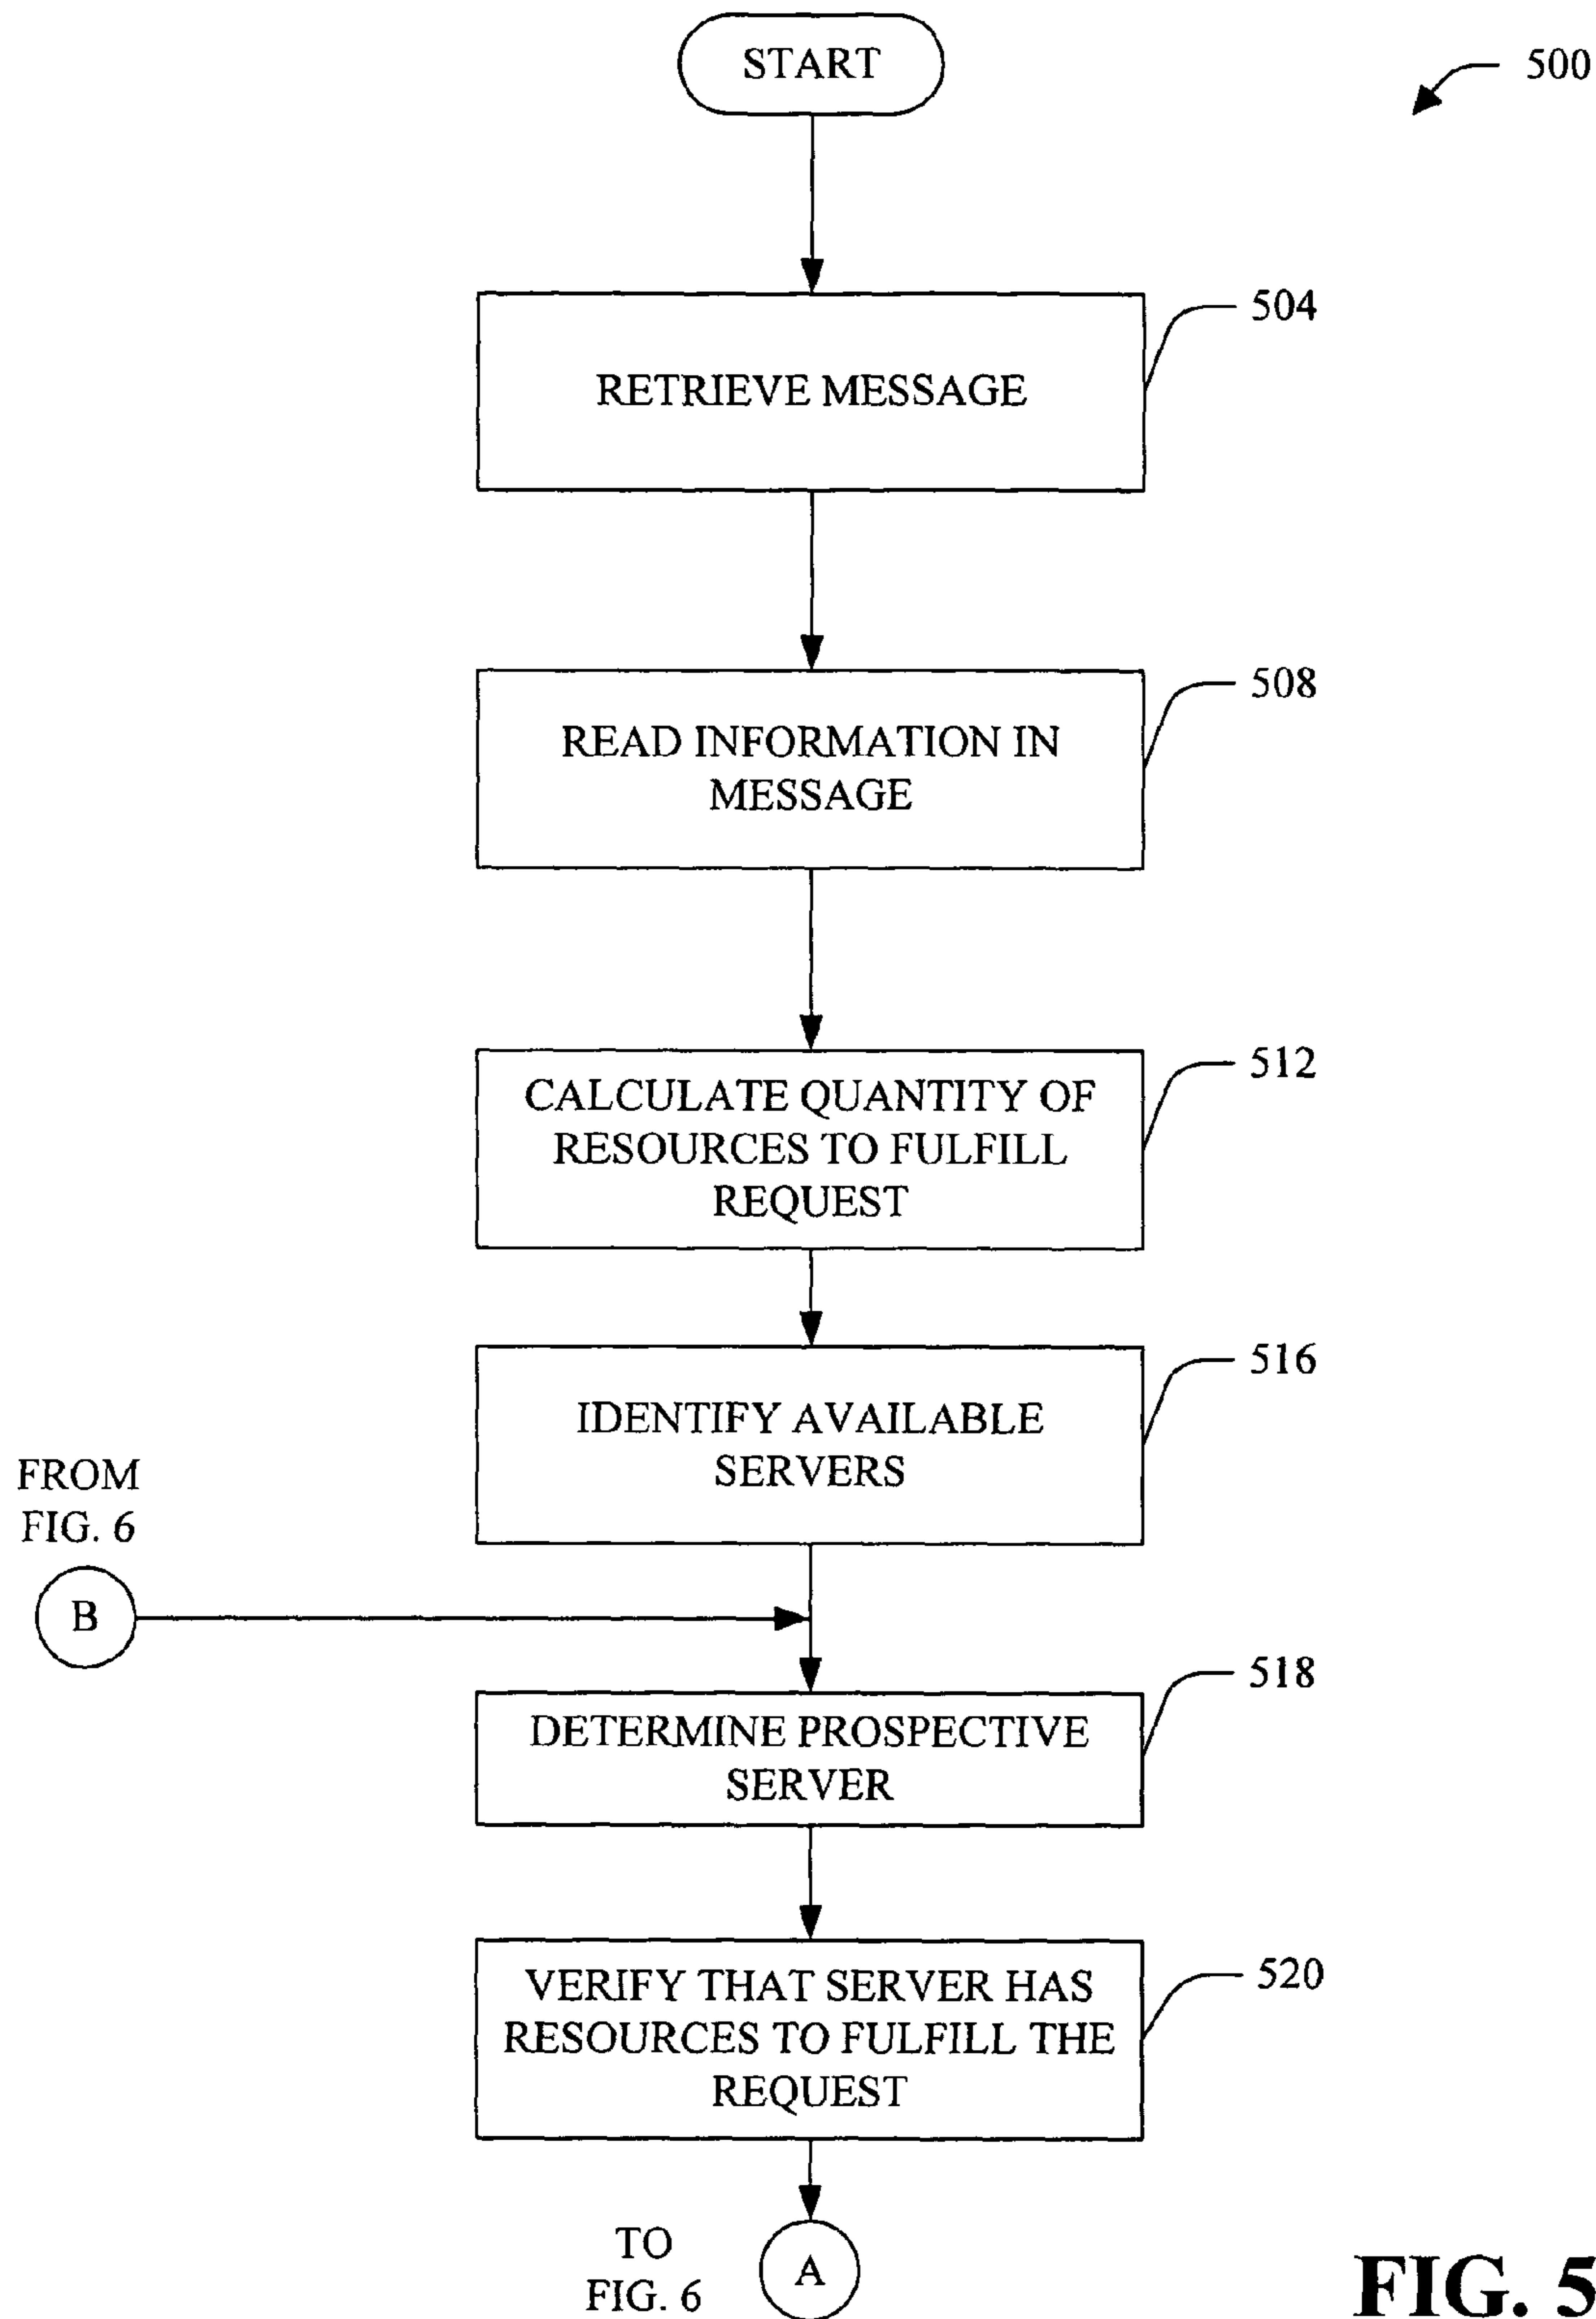 START
500
RETRIEVE MESSAGE
504
READ INFORMATION IN
MESSAGE
508
CALCULATE QUANTITY OF
RESOURCES TO FULFILL
REQUEST
512
IDENTIFY AVAILABLE
SERVERS
516
FROM
FIG. 6
B
DETERMINE PROSPECTIVE
SERVER
518
VERIFY THAT SERVER HAS
RESOURCES TO FULFILL THE
REQUEST
520
TO
FIG. 6
A
FIG. 5